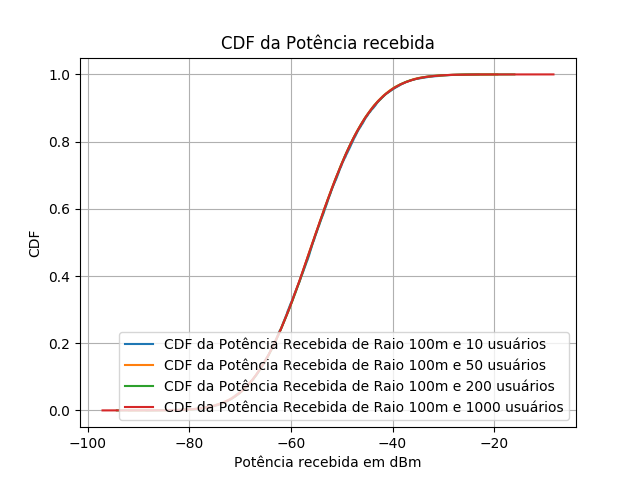 CDF da Potência recebida
1.0
0.8
0.6
0.4
0.2
0.0
CDF
CDF da Potência Recebida de Raio 100m e 10 usuários
CDF da Potência Recebida de Raio 100m e 50 usuários
CDF da Potência Recebida de Raio 100m e 200 usuários
CDF da Potência Recebida de Raio 100m e 1000 usuários
−100 −80 −60 −40 −20
Potência recebida em dBm